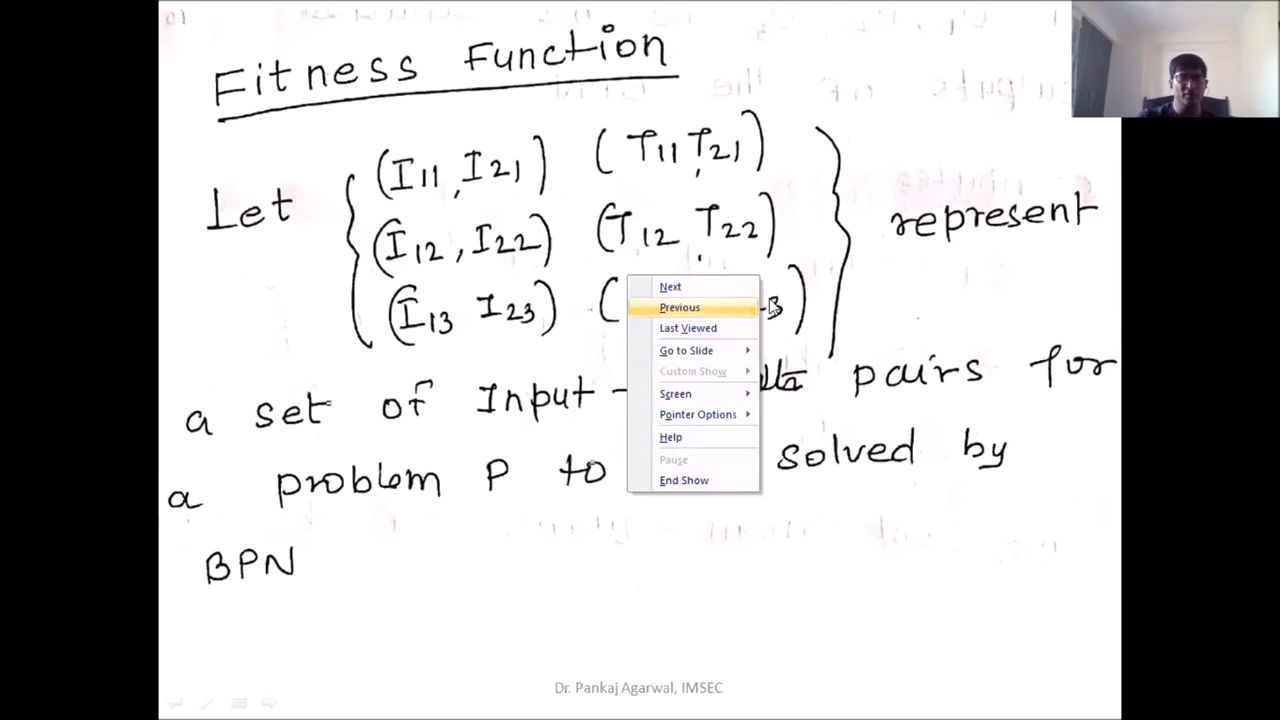 Fitness Function
(I11, I21) (T11, T21)
Let (I12, I22) (T12, T22) represent
(I13 I23) (
a set of Input - pairs for
a problem P to solved by
BPN
Next
Previous
Last Viewed
Go to Slide
Custom Show
Screen
Pointer Options
Help
Pause
End Show
Dr. Pankaj Agarwal, IMSEC